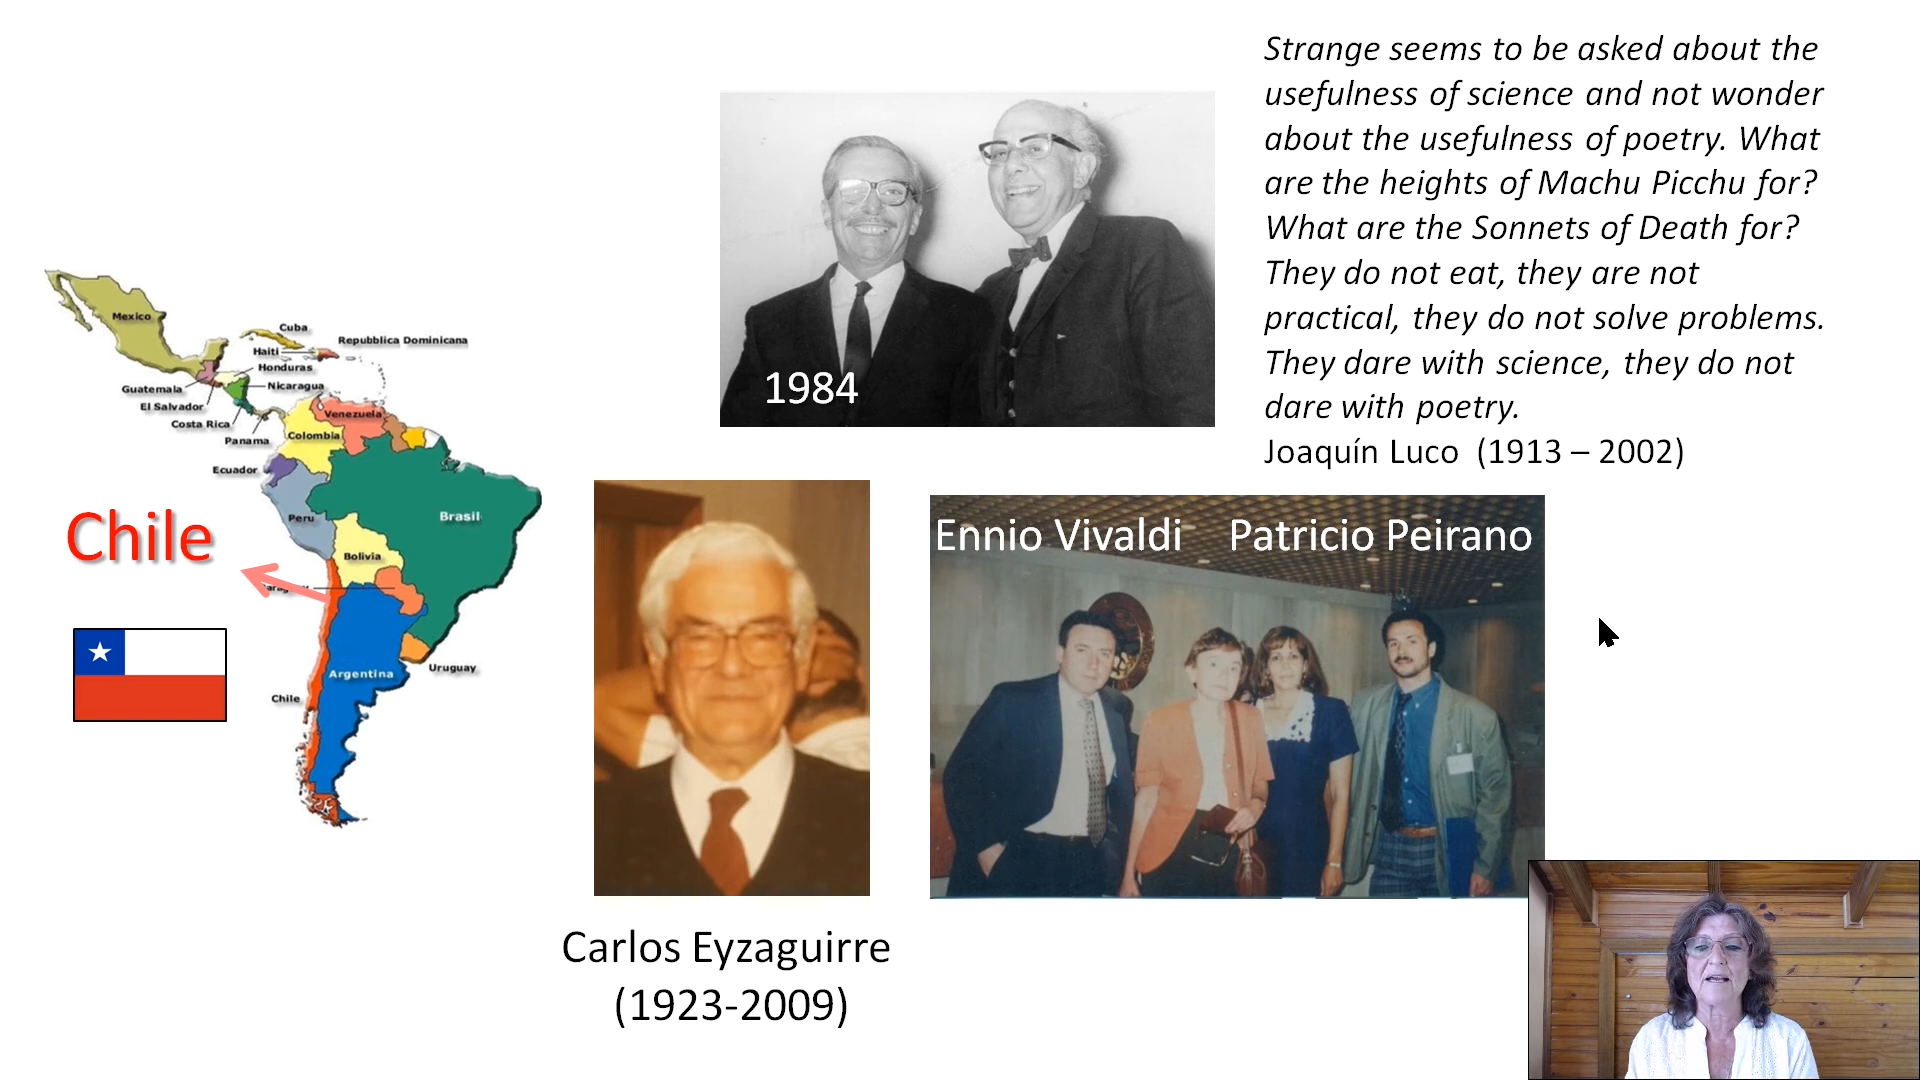 Strange seems to be asked about the
usefulness of science and not wonder
about the usefulness of poetry. What
are the heights of Machu Picchu for?
What are the Sonnets of Death for?
They do not eat, they are not
practical, they do not solve problems.
They dare with science, they do not
dare with poetry.
Joaquín Luco (1913 – 2002)
1984
Mexico
Cuba
Repubblica Dominicana
Haiti
Honduras
Guatemala
Nicaragua
El Salvador
Costa Rica
Venezuela
Panama
Colombia
Ecuador
Peru
Brasil
Chile
Bolivia
Uruguay
Argentina
Chile
Ennio Vivaldi Patricio Peirano
Carlos Eyzaguirre
(1923-2009)